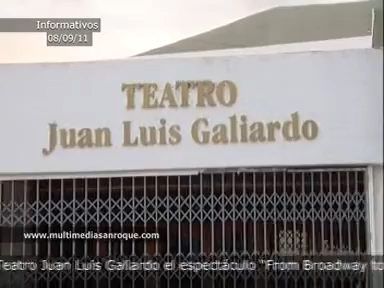 Informativos
08/09/11
TEATRO
Juan Luis Galiardo
www.multimediasanroque.com
Teatro Juan Luis Galiardo el espectáculo "From Broadway to